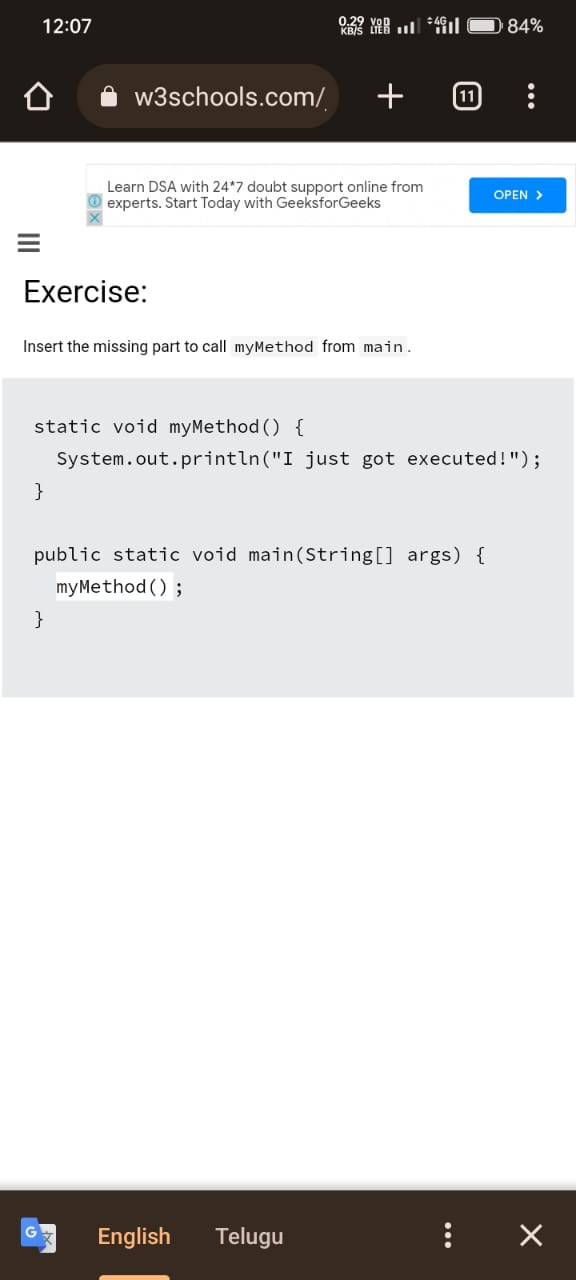 12:07
0.29 KB/S VoD LTE 4G 84%
w3schools.com/
11
Learn DSA with 24*7 doubt support online from
experts. Start Today with GeeksforGeeks
OPEN >
Exercise:
Insert the missing part to call myMethod from main .
static void myMethod() {
System.out.println("I just got executed!");
}
public static void main(String[] args) {
myMethod() ;
}
English
Telugu